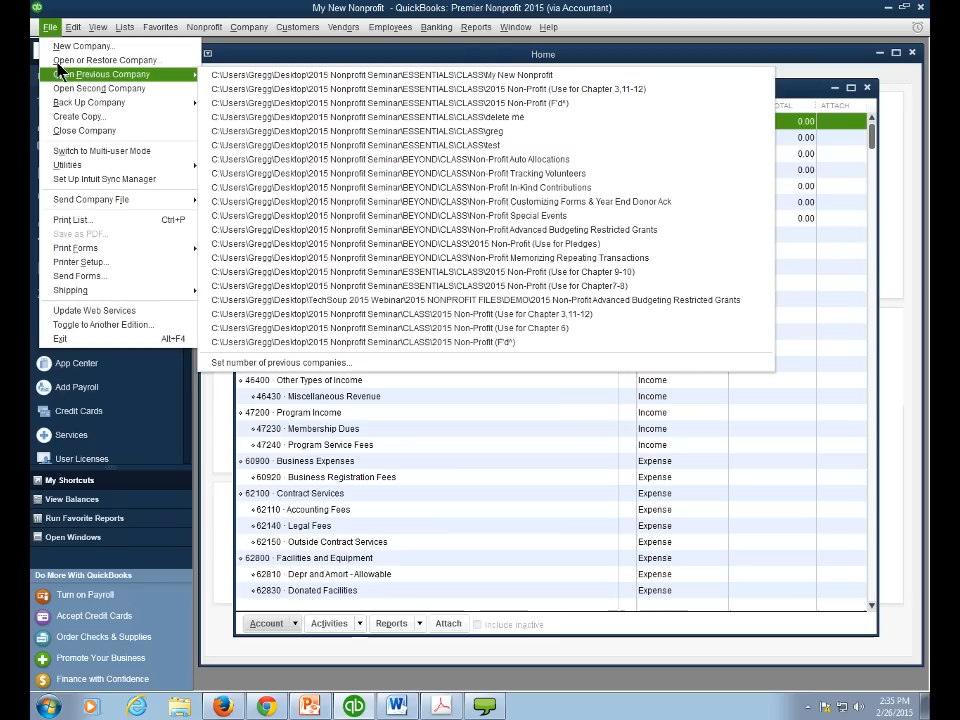 My New Nonprofit - QuickBooks: Premier Nonprofit 2015 (via Accountant)
File Edit View Lists Favorites Nonprofit Company Customers Vendors Employees Banking Reports Window Help
New Company...
Open or Restore Company...
Open Previous Company
Open Second Company
Back Up Company
Create Copy...
Close Company
Switch to Multi-user Mode
Utilities
Set Up Intuit Sync Manager
Send Company File
Print List... Ctrl+P
Save as PDF...
Print Forms
Printer Setup...
Send Forms...
Shipping
Update Web Services
Toggle to Another Edition...
Exit Alt+F4
Home
C:\Users\Gregg\Desktop\2015 Nonprofit Seminar\ESSENTIALS\CLASS\My New Nonprofit
C:\Users\Gregg\Desktop\2015 Nonprofit Seminar\ESSENTIALS\CLASS\2015 Non-Profit (Use for Chapter 3,11-12)
C:\Users\Gregg\Desktop\2015 Nonprofit Seminar\ESSENTIALS\CLASS\2015 Non-Profit (F'd^)
C:\Users\Gregg\Desktop\2015 Nonprofit Seminar\ESSENTIALS\CLASS\delete me
C:\Users\Gregg\Desktop\2015 Nonprofit Seminar\ESSENTIALS\CLASS\greg
C:\Users\Gregg\Desktop\2015 Nonprofit Seminar\ESSENTIALS\CLASS\test
C:\Users\Gregg\Desktop\2015 Nonprofit Seminar\BEYOND\CLASS\Non-Profit Auto Allocations
C:\Users\Gregg\Desktop\2015 Nonprofit Seminar\BEYOND\CLASS\Non-Profit Tracking Volunteers
C:\Users\Gregg\Desktop\2015 Nonprofit Seminar\BEYOND\CLASS\Non-Profit In-Kind Contributions
C:\Users\Gregg\Desktop\2015 Nonprofit Seminar\BEYOND\CLASS\Non-Profit Customizing Forms & Year End Donor Ack
C:\Users\Gregg\Desktop\2015 Nonprofit Seminar\BEYOND\CLASS\Non-Profit Special Events
C:\Users\Gregg\Desktop\2015 Nonprofit Seminar\BEYOND\CLASS\Non-Profit Advanced Budgeting Restricted Grants
C:\Users\Gregg\Desktop\2015 Nonprofit Seminar\BEYOND\CLASS\2015 Non-Profit (Use for Pledges)
C:\Users\Gregg\Desktop\2015 Nonprofit Seminar\BEYOND\CLASS\Non-Profit Memorizing Repeating Transactions
C:\Users\Gregg\Desktop\2015 Nonprofit Seminar\ESSENTIALS\CLASS\2015 Non-Profit (Use for Chapter 9-10)
C:\Users\Gregg\Desktop\2015 Nonprofit Seminar\ESSENTIALS\CLASS\2015 Non-Profit (Use for Chapter7-8)
C:\Users\Gregg\Desktop\TechSoup 2015 Webinar\2015 NONPROFIT FILES\DEMO\2015 Non-Profit Advanced Budgeting Restricted Grants
C:\Users\Gregg\Desktop\2015 Nonprofit Seminar\CLASS\2015 Non-Profit (Use for Chapter 3,11-12)
C:\Users\Gregg\Desktop\2015 Nonprofit Seminar\CLASS\2015 Non-Profit (Use for Chapter 6)
C:\Users\Gregg\Desktop\2015 Nonprofit Seminar\CLASS\2015 Non-Profit (F'd^)
Set number of previous companies...
ATTACH
0.00
0.00
0.00
0.00
0.00
0.00
0.00
App Center
Add Payroll
Credit Cards
Services
User Licenses
My Shortcuts
View Balances
Run Favorite Reports
Open Windows
Do More With QuickBooks
Turn on Payroll
Accept Credit Cards
Order Checks & Supplies
Promote Your Business
Finance with Confidence
46400 · Other Types of Income Income
46430 · Miscellaneous Revenue Income
47200 · Program Income Income
47230 · Membership Dues Income
47240 · Program Service Fees Income
60900 · Business Expenses Expense
60920 · Business Registration Fees Expense
62100 · Contract Services Expense
62110 · Accounting Fees Expense
62140 · Legal Fees Expense
62150 · Outside Contract Services Expense
62800 · Facilities and Equipment Expense
62810 · Depr and Amort - Allowable Expense
62830 · Donated Facilities Expense
Account Activities Reports Attach Include inactive
2:35 PM
2/26/2015